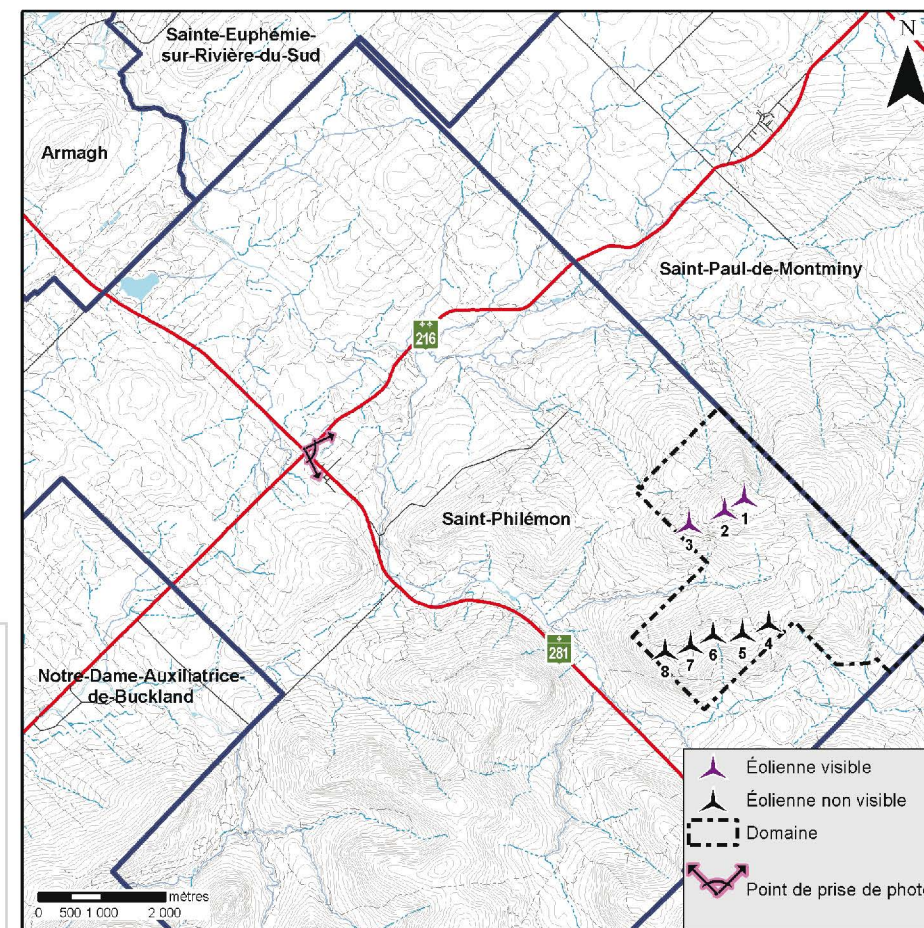 Sainte-Euphémie-
sur-Rivière-du-Sud
N
Armagh
Saint-Paul-de-Montminy
216
Saint-Philémon
1
2
3
281
4
5
6
7
8
Notre-Dame-Auxiliatrice-
de-Buckland
Éolienne visible
Éolienne non visible
Domaine
Point de prise de photo
mètres
0 500 1 000 2 000